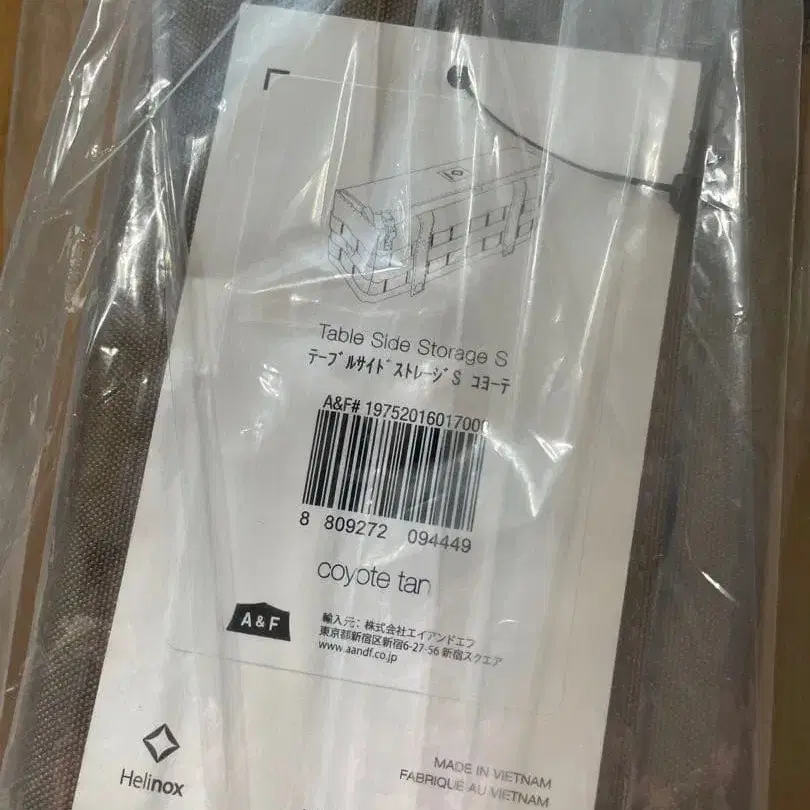 Table Side Storage S
テーブルサイドストレージS コヨーテ
A&F# 19752016017000
8 809272 094449
coyote tan
A & F
輸入元：株式会社エイアンドエフ
東京都新宿区新宿6-27-56 新宿スクエア
www.aandf.co.jp
Helinox
MADE IN VIETNAM
FABRIQUÉ AU VIETNAM